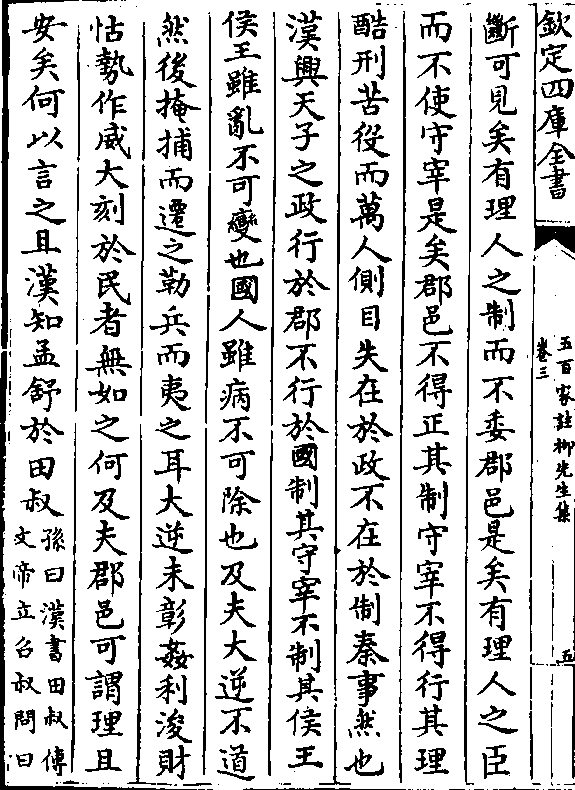 欽定四庫全書
五百家註柳先生集
卷三
五
斷可見矣有理人之制而不委郡邑是矣有理人之臣
而不使守宰是矣郡邑不得正其制守宰不得行其理
酷刑苦役而萬人側目失在於政不在於制秦事然也
漢興天子之政行於郡不行於國制其守宰不制其侯王
侯王雖亂不可變也國人雖病不可除也及夫大逆不道
然後掩捕而遷之勒兵而夷之耳大逆未彰姦利浚財
怙勢作威大刻於民者無如之何及夫郡邑可謂理且
安矣何以言之且漢知孟舒於田叔
孫曰漢書田叔傳
文帝立召叔問曰